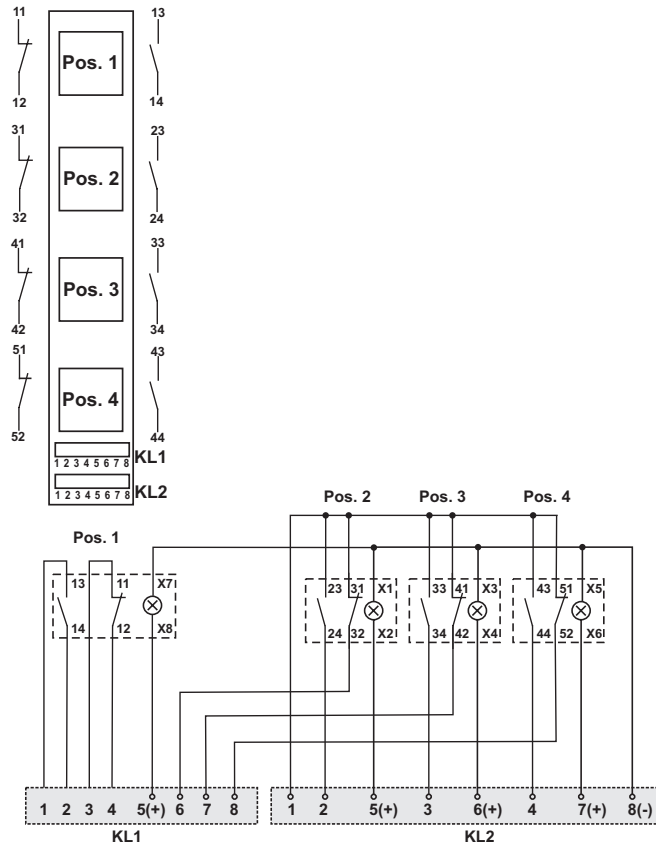 11 13
Pos. 1
12 14
31 23
Pos. 2
32 24
41 33
Pos. 3
42 34
51 43
Pos. 4
52 44
KL1
1 2 3 4 5 6 7 8
KL2
1 2 3 4 5 6 7 8
Pos. 2 Pos. 3 Pos. 4
Pos. 1
13 11 X7 23 31 X1 33 41 X3 43 51 X5
14 12 X8 24 32 X2 34 42 X4 44 52 X6
1 2 3 4 5(+) 6 7 8 1 2 5(+) 3 6(+) 4 7(+) 8(-)
KL1 KL2